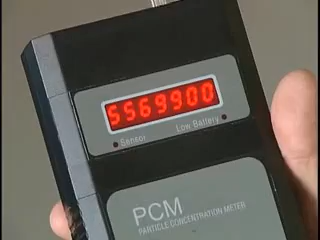 5569900
Sensor Low Battery
PCM
PARTICLE CONCENTRATION METER